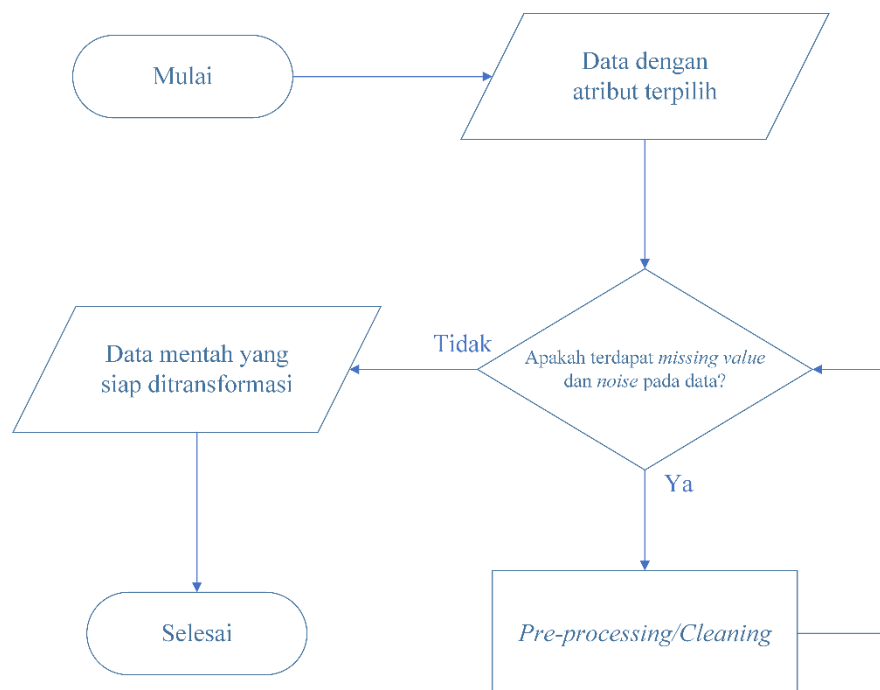 Mulai
Data dengan
atribut terpilih
Apakah terdapat missing value
dan noise pada data?
Tidak
Data mentah yang
siap ditransformasi
Ya
Selesai
Pre-processing/Cleaning